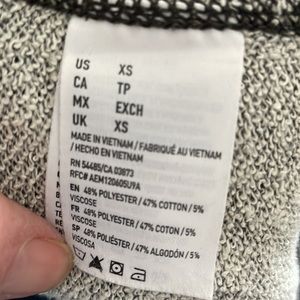 US XS
CA TP
MX EXCH
UK XS
MADE IN VIETNAM / FABRIQUÉ AU VIETNAM
/ HECHO EN VIETNAM
RN 54485/CA 03873
RFC# AEM120605U9A
EN 48% POLYESTER / 47% COTTON / 5%
VISCOSE
FR 48% POLYESTER / 47% COTON / 5%
VISCOSE
SP 48% POLIÉSTER / 47% ALGODÓN / 5%
VISCOSA